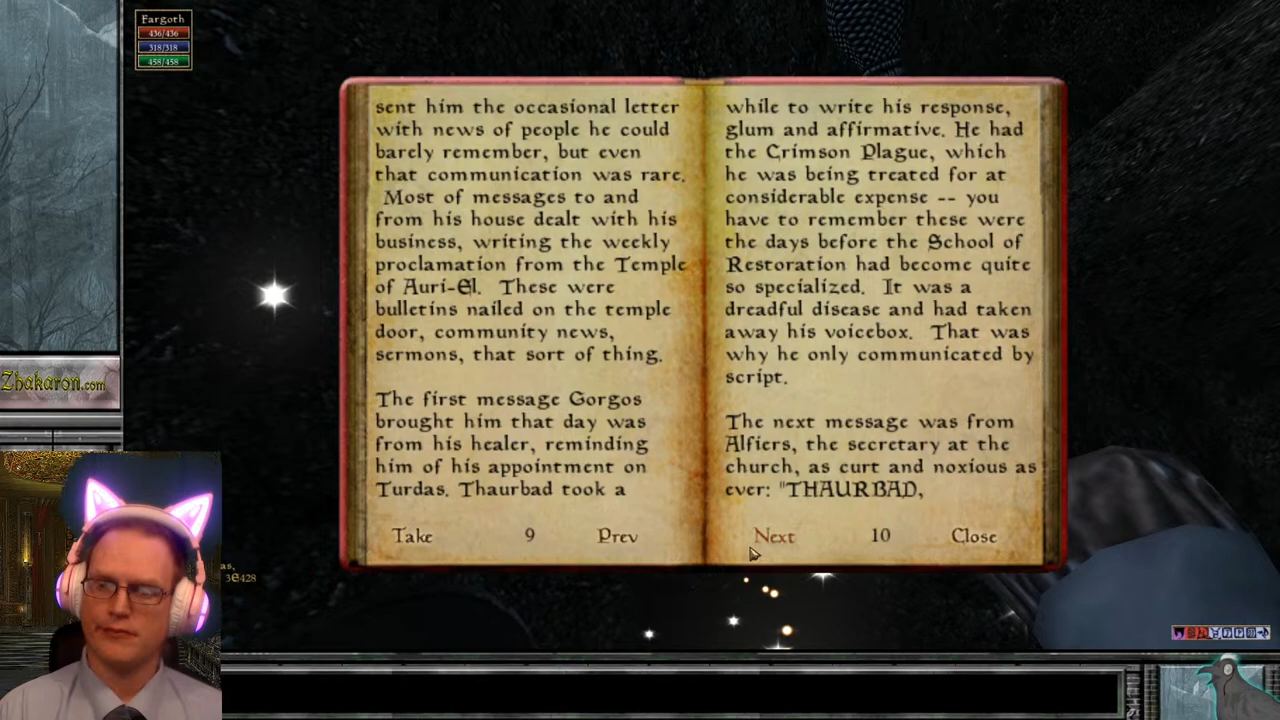 Fargoth
436/436
318/318
458/458
sent him the occasional letter
with news of people he could
barely remember, but even
that communication was rare.
Most of messages to and
from his house dealt with his
business, writing the weekly
proclamation from the Temple
of Auri-El. These were
bulletins nailed on the temple
door, community news,
sermons, that sort of thing.
The first message Gorgos
brought him that day was
from his healer, reminding
him of his appointment on
Turdas. Thaurbad took a
Take 9 Prev
while to write his response,
glum and affirmative. He had
the Crimson Plague, which
he was being treated for at
considerable expense -- you
have to remember these were
the days before the School of
Restoration had become quite
so specialized. It was a
dreadful disease and had taken
away his voicebox. That was
why he only communicated by
script.
The next message was from
Alfiers, the secretary at the
church, as curt and noxious as
ever: "THAURBAD,
Next 10 Close
Zhakaron.com
as,
3E428